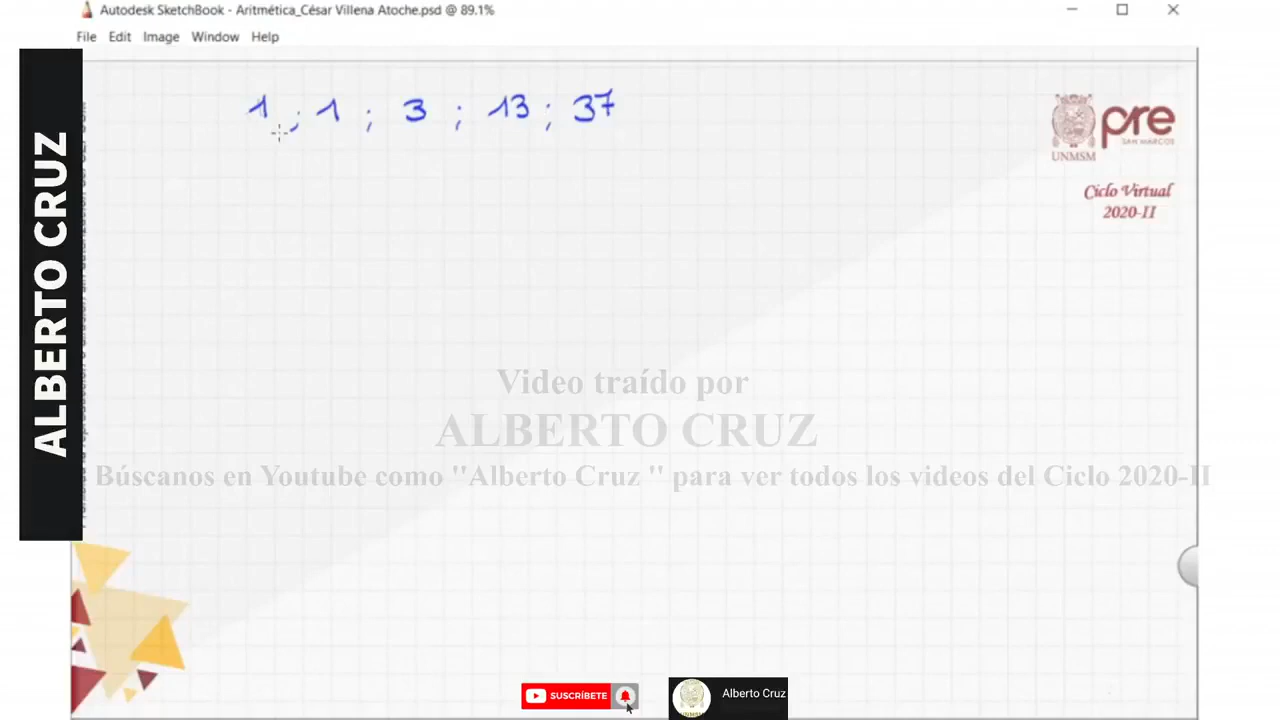 Autodesk SketchBook - Aritmética_César Villena Atoche.psd @ 89.1%
File Edit Image Window Help
1 ; 1 ; 3 ; 13 ; 37
pre
SAN MARCOS
UNMSM
Ciclo Virtual
2020-II
ALBERTO CRUZ
Video traído por
ALBERTO CRUZ
Búscanos en Youtube como "Alberto Cruz " para ver todos los videos del Ciclo 2020-II
SUSCRÍBETE
UNMSM
Alberto Cruz